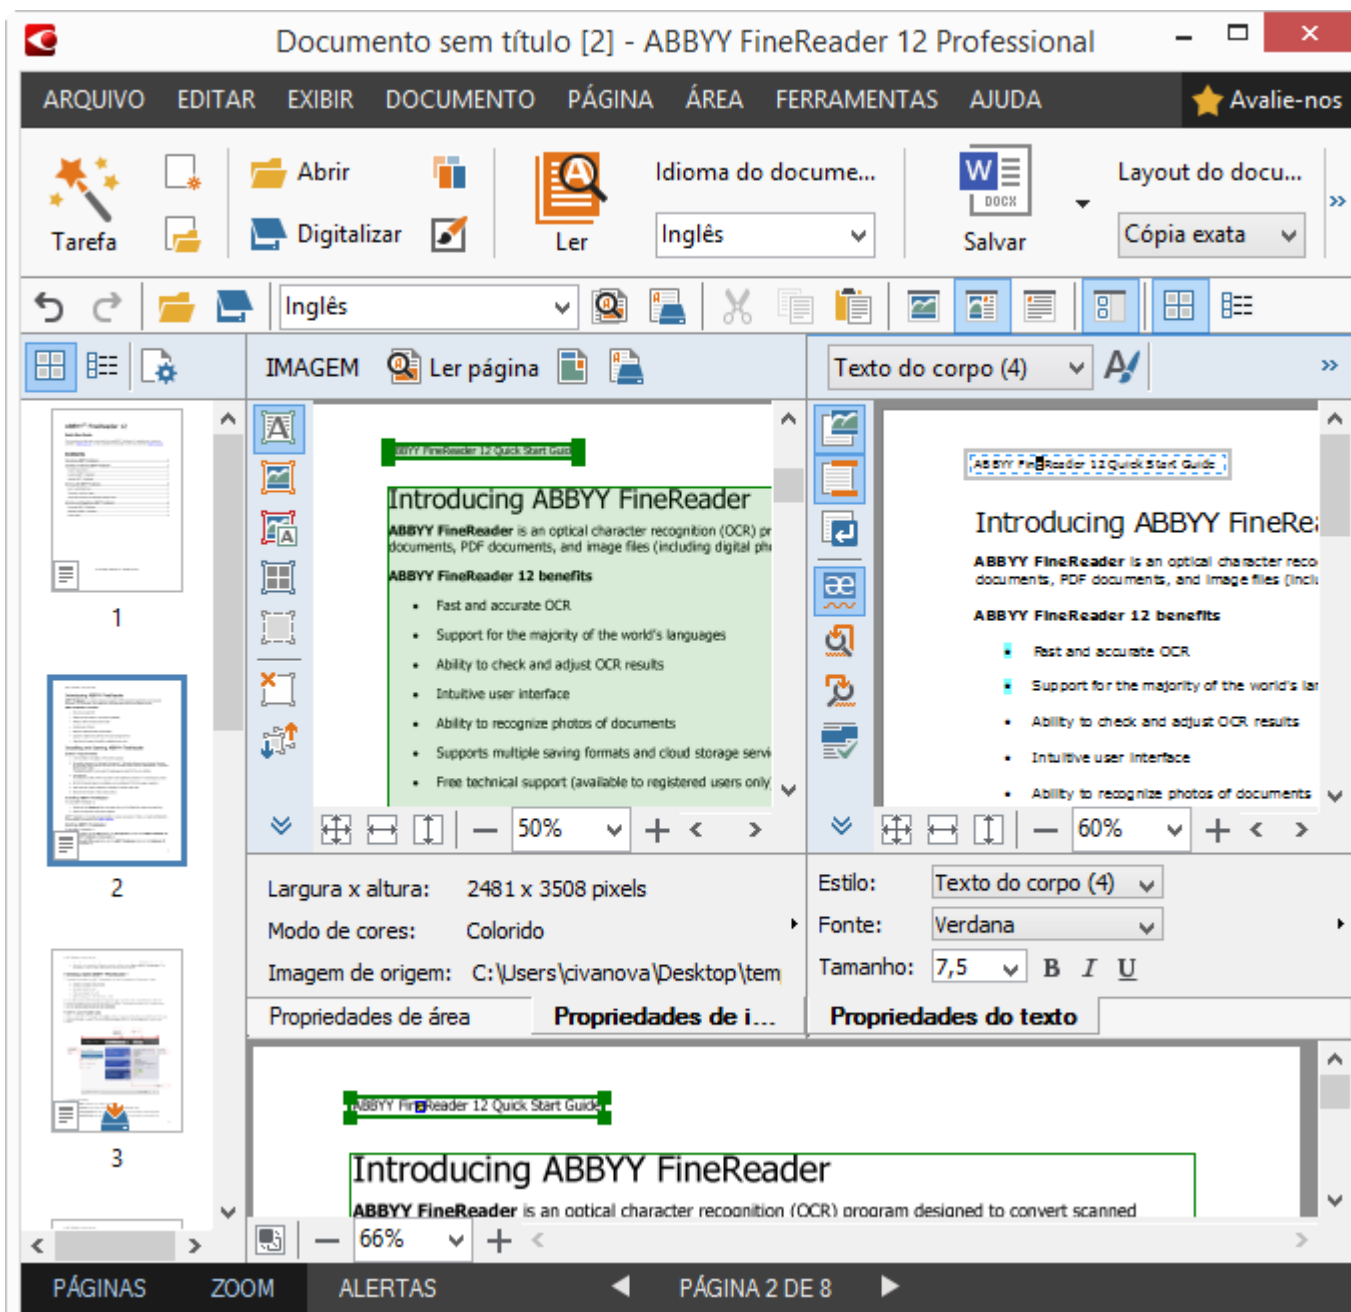 Documento sem título [2] - ABBYY FineReader 12 Professional
ARQUIVO EDITAR EXIBIR DOCUMENTO PÁGINA ÁREA FERRAMENTAS AJUDA Avalie-nos
Tarefa
Abrir
Digitalizar
Ler
Idioma do docume...
Inglês
DOCX
Salvar
Layout do docu...
Cópia exata
Inglês
IMAGEM Ler página
Texto do corpo (4)
1
2
3
ABBYY FineReader 12 Quick Start Guid
Introducing ABBYY FineReader
ABBYY FineReader is an optical character recognition (OCR) pr
documents, PDF documents, and image files (including digital pho
ABBYY FineReader 12 benefits
• Fast and accurate OCR
• Support for the majority of the world's languages
• Ability to check and adjust OCR results
• Intuitive user interface
• Ability to recognize photos of documents
• Supports multiple saving formats and cloud storage servi
• Free technical support (available to registered users only
50%
ABBYY FineReader 12 Quick Start Guide
Introducing ABBYY FineRea
ABBYY FineReader is an optical character reco
documents, PDF documents, and image files (inclu
ABBYY FineReader 12 benefits
• Fast and accurate OCR
• Support for the majority of the world's lan
• Ability to check and adjust OCR results
• Intuitive user interface
• Ability to recognize photos of documents
60%
Largura x altura: 2481 x 3508 pixels
Modo de cores: Colorido
Imagem de origem: C:\Users\civanova\Desktop\tem
Propriedades de área Propriedades de i...
Estilo: Texto do corpo (4)
Fonte: Verdana
Tamanho: 7,5 B I U
Propriedades do texto
ABBYY FineReader 12 Quick Start Guide
Introducing ABBYY FineReader
ABBYY FineReader is an optical character recognition (OCR) program designed to convert scanned
66%
PÁGINAS ZOOM ALERTAS PÁGINA 2 DE 8